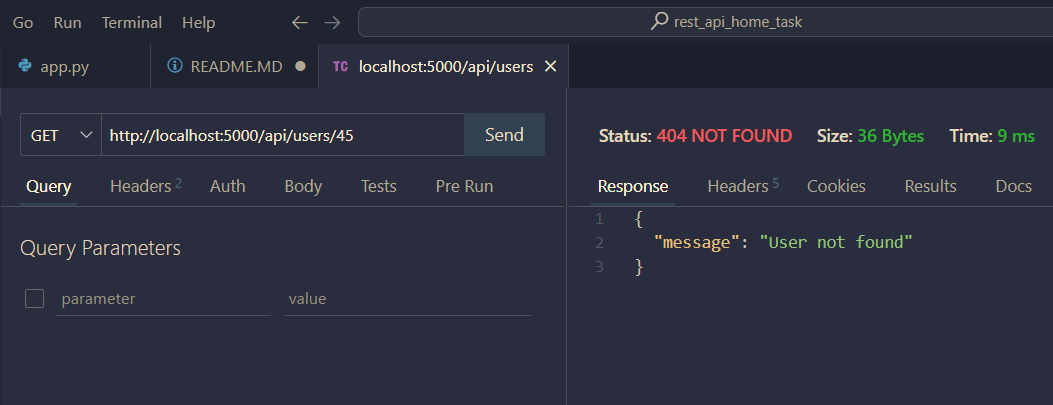 Go Run Terminal Help ← → rest_api_home_task
app.py README.MD ● TC localhost:5000/api/users ×
GET http://localhost:5000/api/users/45 Send
Status: 404 NOT FOUND Size: 36 Bytes Time: 9 ms
Query Headers 2 Auth Body Tests Pre Run
Response Headers 5 Cookies Results Docs
Query Parameters
parameter value
1 {
2 "message": "User not found"
3 }